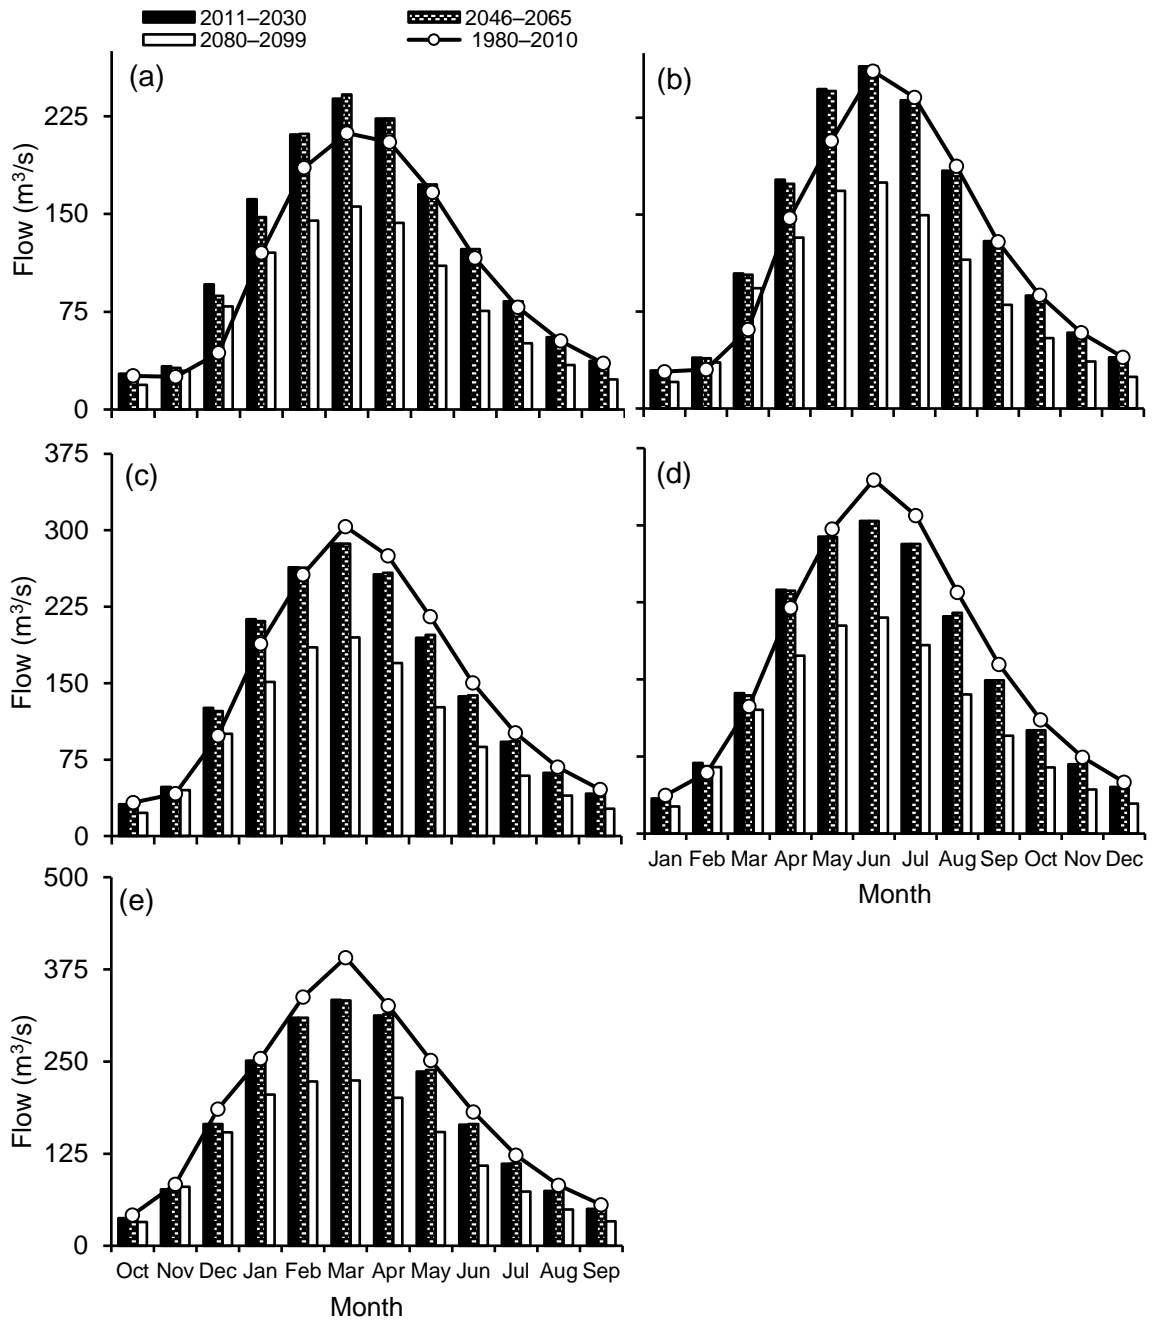 2011–2030 2046–2065
2080–2099 1980–2010
(a) (b)
225
150
75
0
Flow (m³/s)
375 (c) (d)
300
225
150
75
0
Flow (m³/s)
Jan Feb Mar Apr May Jun Jul Aug Sep Oct Nov Dec
Month
500 (e)
375
250
125
0
Flow (m³/s)
Oct Nov Dec Jan Feb Mar Apr May Jun Jul Aug Sep
Month